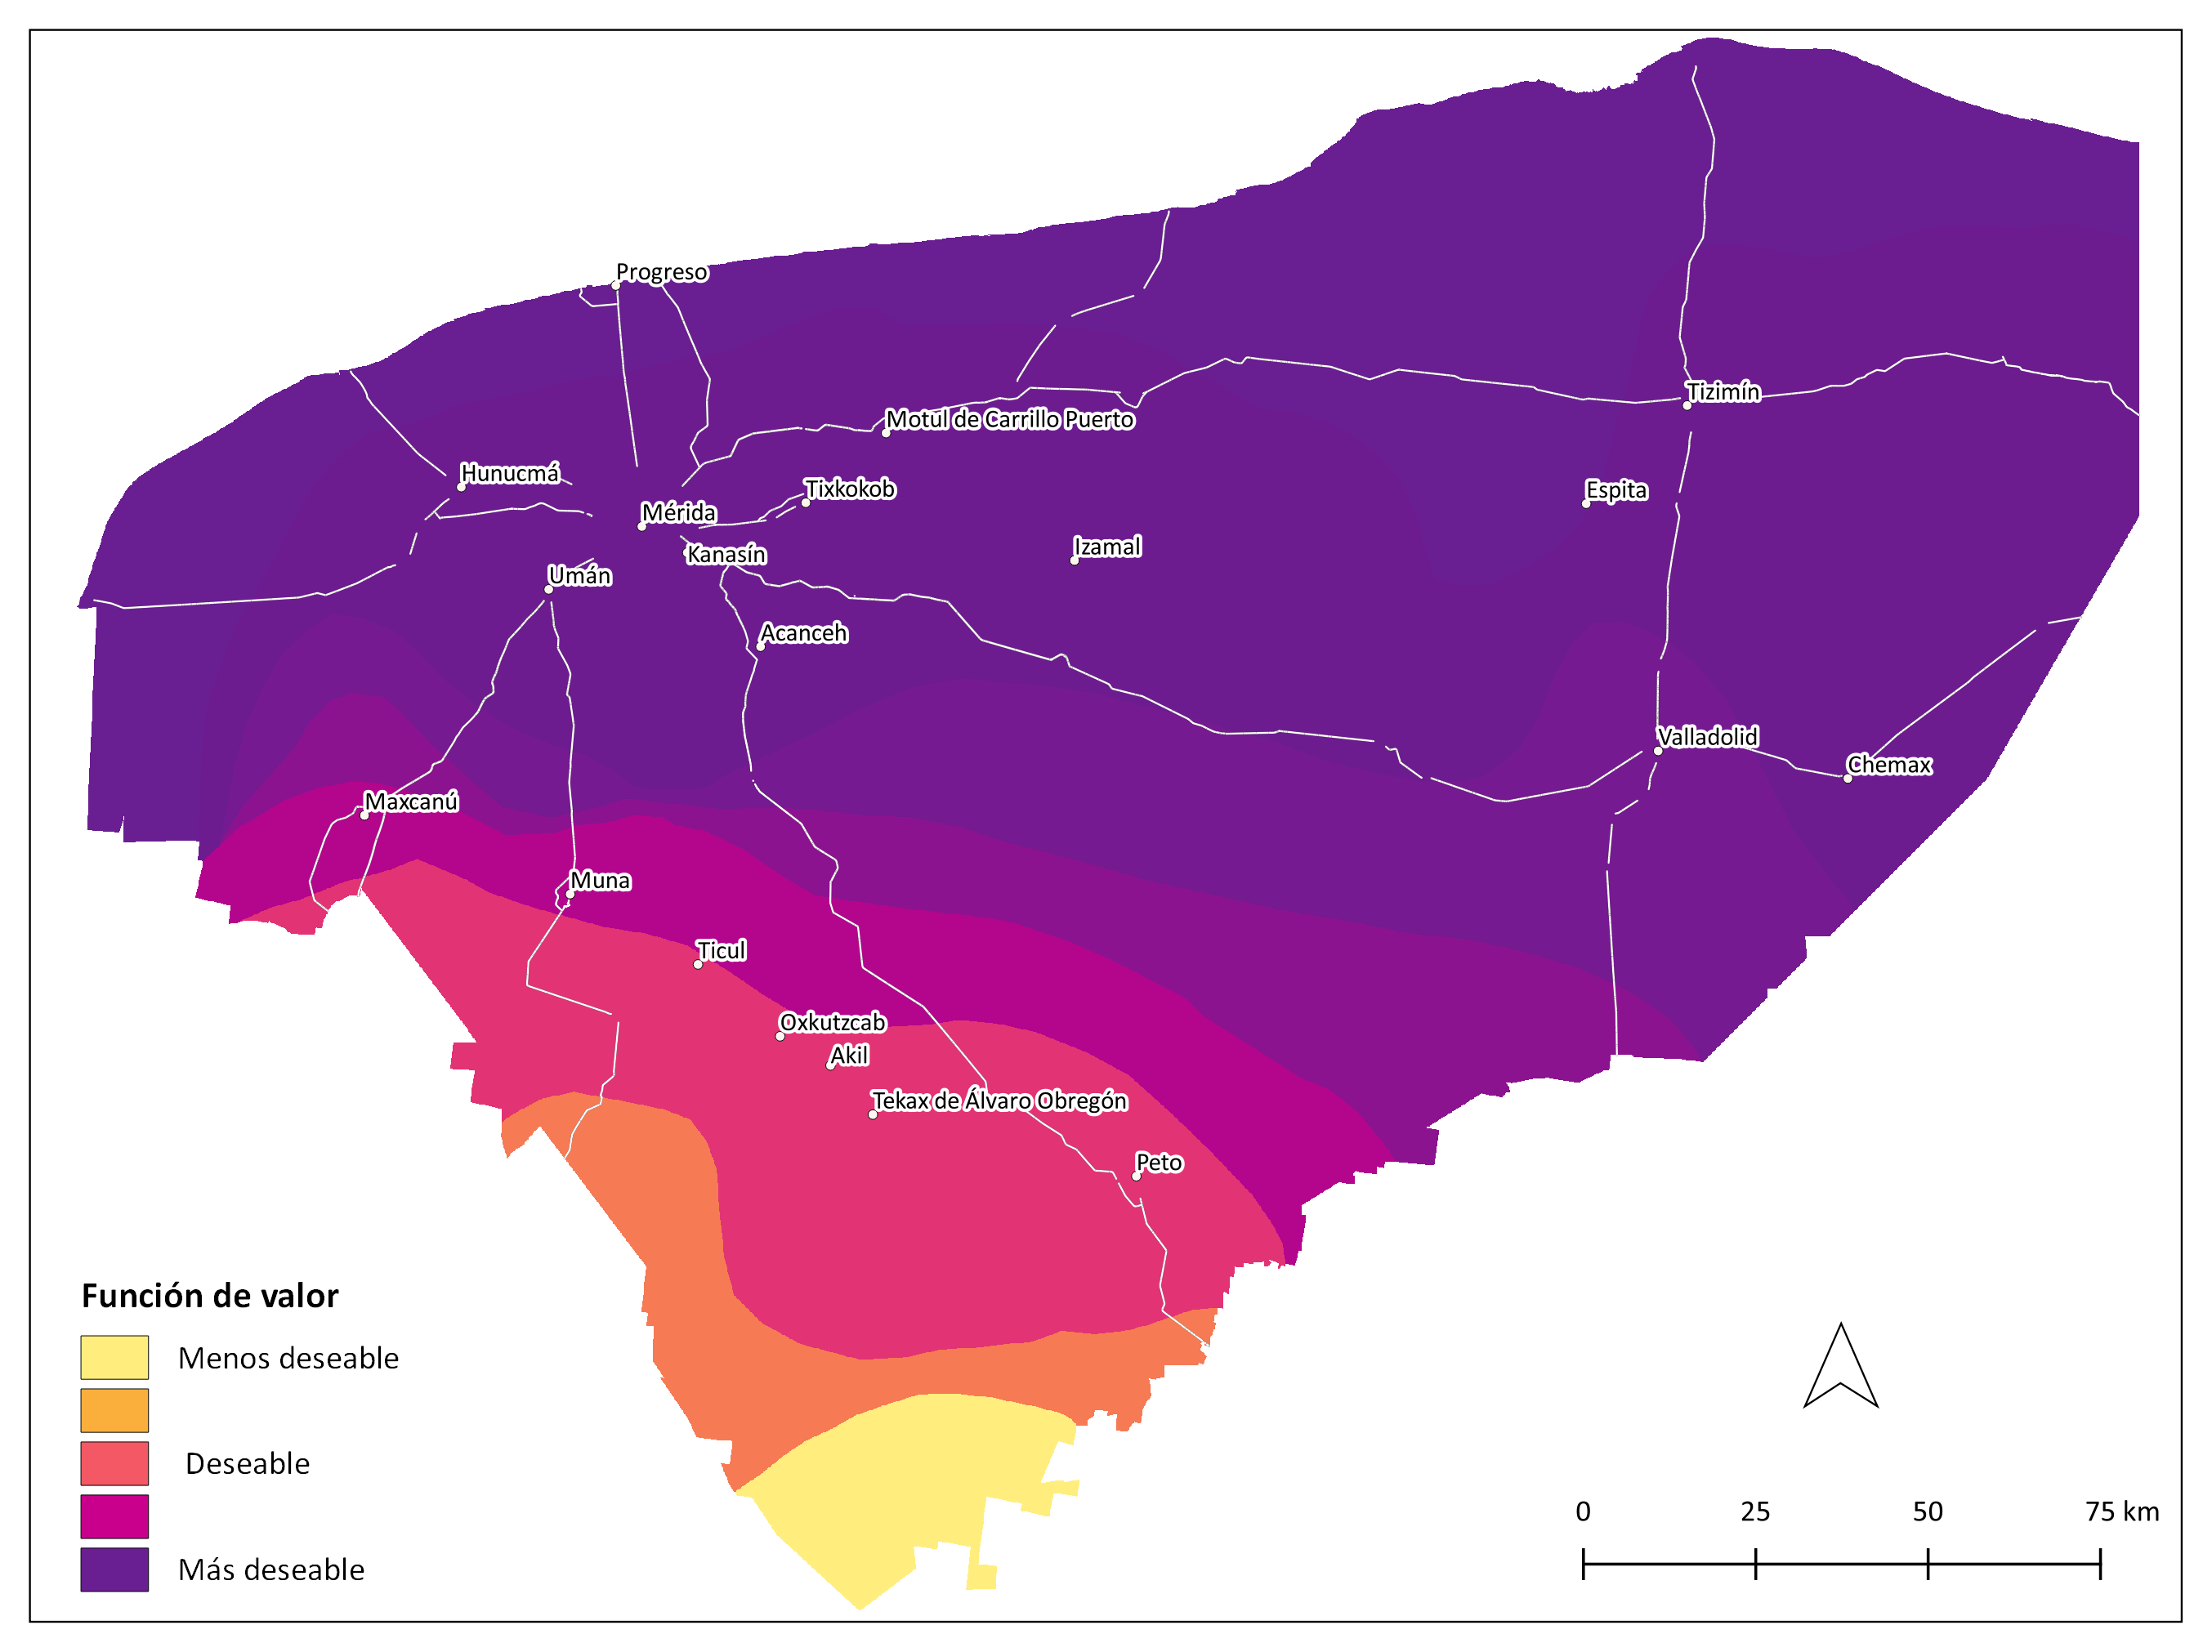 Progreso
Tizimín
Motul de Carrillo Puerto
Hunucmá
Tixkokob
Espita
Mérida
Izamal
Kanasín
Umán
Acanceh
Valladolid
Chemax
Maxcanú
Muna
Ticul
Oxkutzcab
Akil
Tekax de Álvaro Obregón
Peto
Función de valor
Menos deseable
Deseable
Más deseable
0 25 50 75 km